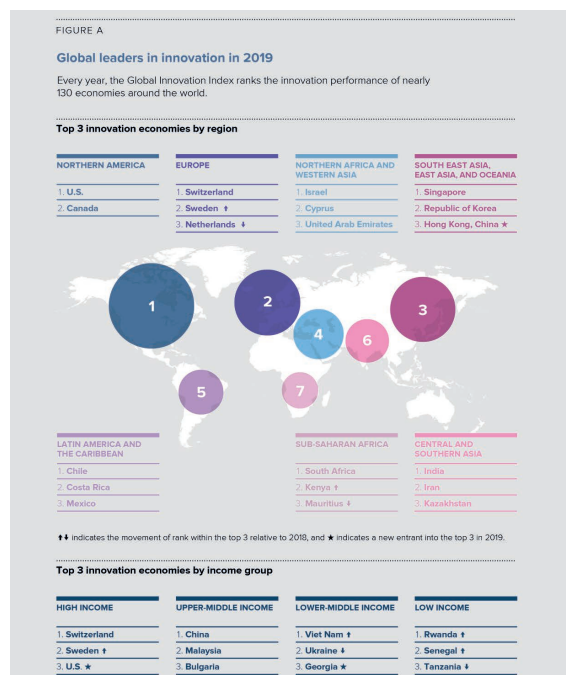 FIGURE A
Global leaders in innovation in 2019
Every year, the Global Innovation Index ranks the innovation performance of nearly
130 economies around the world.
Top 3 innovation economies by region
NORTHERN AMERICA
1. U.S.
2. Canada
EUROPE
1. Switzerland
2. Sweden ⬆
3. Netherlands ⬇
NORTHERN AFRICA AND
WESTERN ASIA
1. Israel
2. Cyprus
3. United Arab Emirates
SOUTH EAST ASIA,
EAST ASIA, AND OCEANIA
1. Singapore
2. Republic of Korea
3. Hong Kong, China ★
1
2
3
4
6
5
7
LATIN AMERICA AND
THE CARIBBEAN
1. Chile
2. Costa Rica
3. Mexico
SUB-SAHARAN AFRICA
1. South Africa
2. Kenya ⬆
3. Mauritius ⬇
CENTRAL AND
SOUTHERN ASIA
1. India
2. Iran
3. Kazakhstan
⬆⬇ indicates the movement of rank within the top 3 relative to 2018, and ★ indicates a new entrant into the top 3 in 2019.
Top 3 innovation economies by income group
HIGH INCOME
1. Switzerland
2. Sweden ⬆
3. U.S. ★
UPPER-MIDDLE INCOME
1. China
2. Malaysia
3. Bulgaria
LOWER-MIDDLE INCOME
1. Viet Nam ⬆
2. Ukraine ⬇
3. Georgia ★
LOW INCOME
1. Rwanda ⬆
2. Senegal ⬆
3. Tanzania ⬇